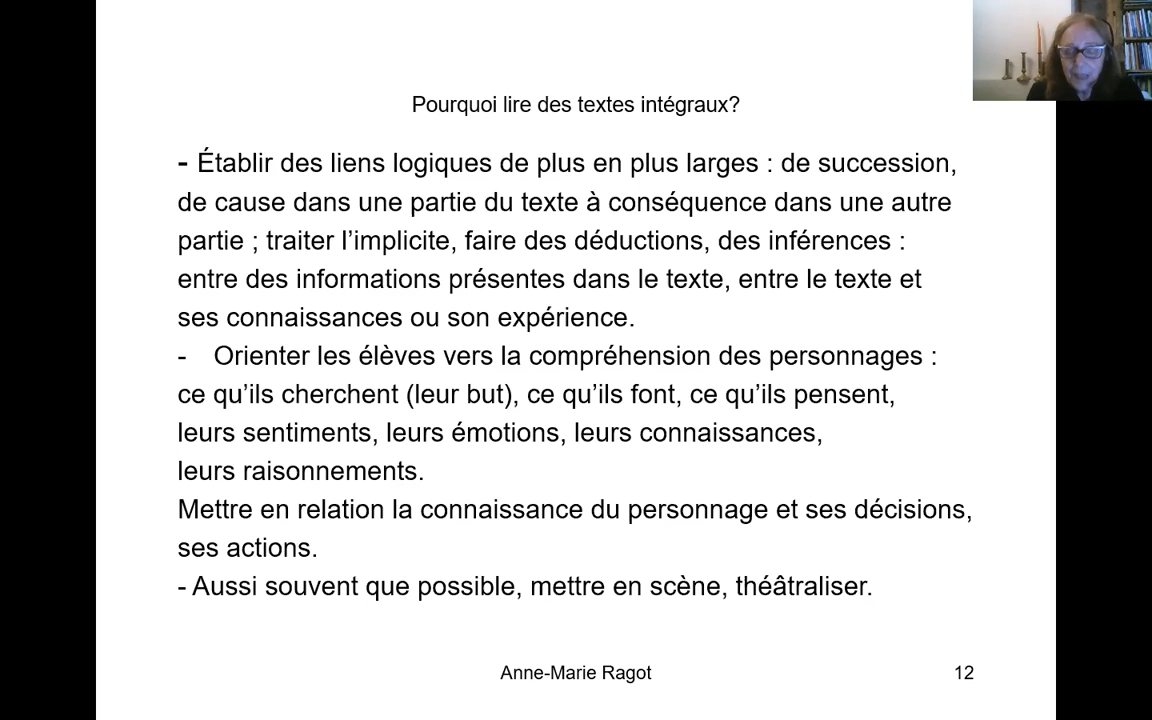 Pourquoi lire des textes intégraux?
- Établir des liens logiques de plus en plus larges : de succession,
de cause dans une partie du texte à conséquence dans une autre
partie ; traiter l’implicite, faire des déductions, des inférences :
entre des informations présentes dans le texte, entre le texte et
ses connaissances ou son expérience.
- Orienter les élèves vers la compréhension des personnages :
ce qu’ils cherchent (leur but), ce qu’ils font, ce qu’ils pensent,
leurs sentiments, leurs émotions, leurs connaissances,
leurs raisonnements.
Mettre en relation la connaissance du personnage et ses décisions,
ses actions.
- Aussi souvent que possible, mettre en scène, théâtraliser.
Anne-Marie Ragot
12